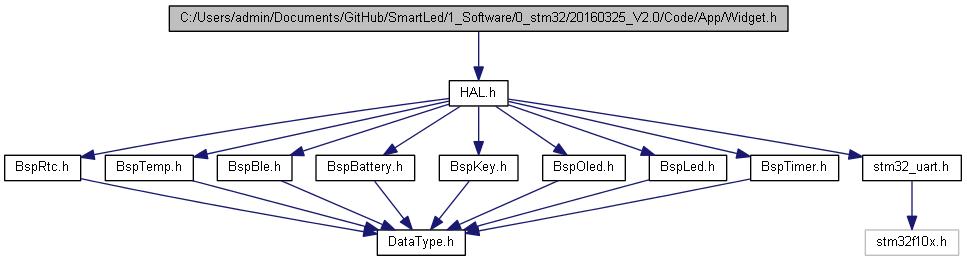 C:/Users/admin/Documents/GitHub/SmartLed/1_Software/0_stm32/20160325_V2.0/Code/App/Widget.h
HAL.h
BspRtc.h
BspTemp.h
BspBle.h
BspBattery.h
BspKey.h
BspOled.h
BspLed.h
BspTimer.h
stm32_uart.h
DataType.h
stm32f10x.h